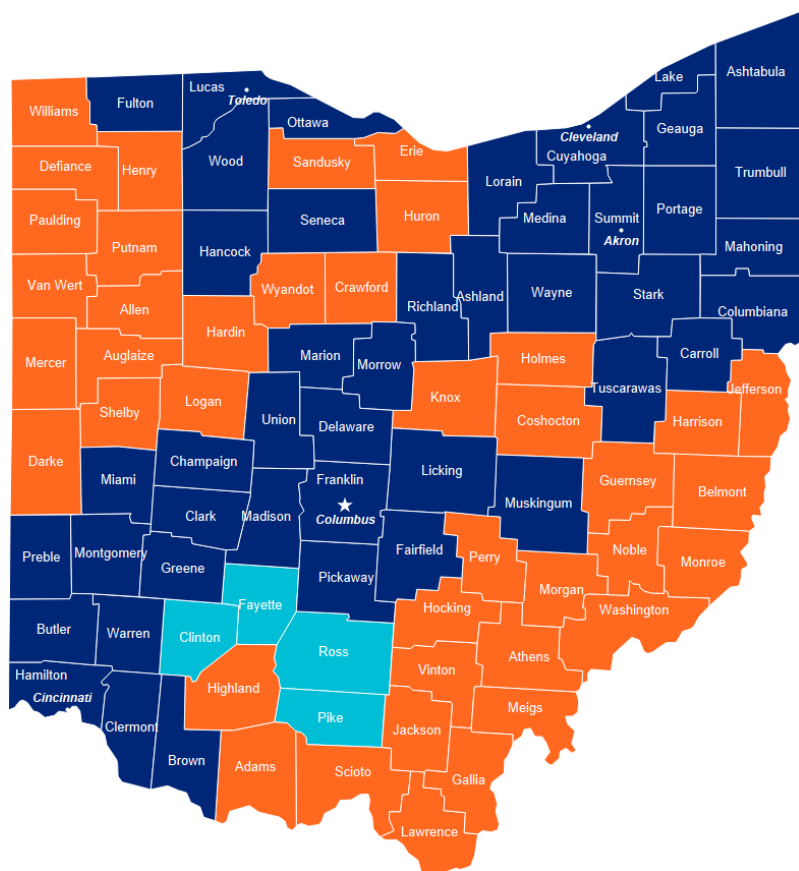 Lake
Ashtabula
Lucas
Toledo
Fulton
Williams
Ottawa
Cleveland
Geauga
Cuyahoga
Erie
Sandusky
Wood
Defiance
Henry
Trumbull
Lorain
Portage
Medina
Summit
Akron
Huron
Seneca
Paulding
Putnam
Mahoning
Hancock
Van Wert
Wyandot
Crawford
Ashland
Wayne
Stark
Richland
Columbiana
Allen
Hardin
Auglaize
Marion
Morrow
Mercer
Holmes
Carroll
Tuscarawas
Jefferson
Logan
Knox
Shelby
Union
Delaware
Coshocton
Harrison
Darke
Champaign
Licking
Miami
Franklin
Guernsey
Belmont
Muskingum
Clark
Madison
Columbus
Fairfield
Noble
Preble
Montgomery
Perry
Monroe
Greene
Pickaway
Morgan
Fayette
Hocking
Washington
Butler
Warren
Clinton
Ross
Athens
Vinton
Hamilton
Cincinnati
Highland
Meigs
Pike
Clermont
Jackson
Brown
Adams
Scioto
Gallia
Lawrence